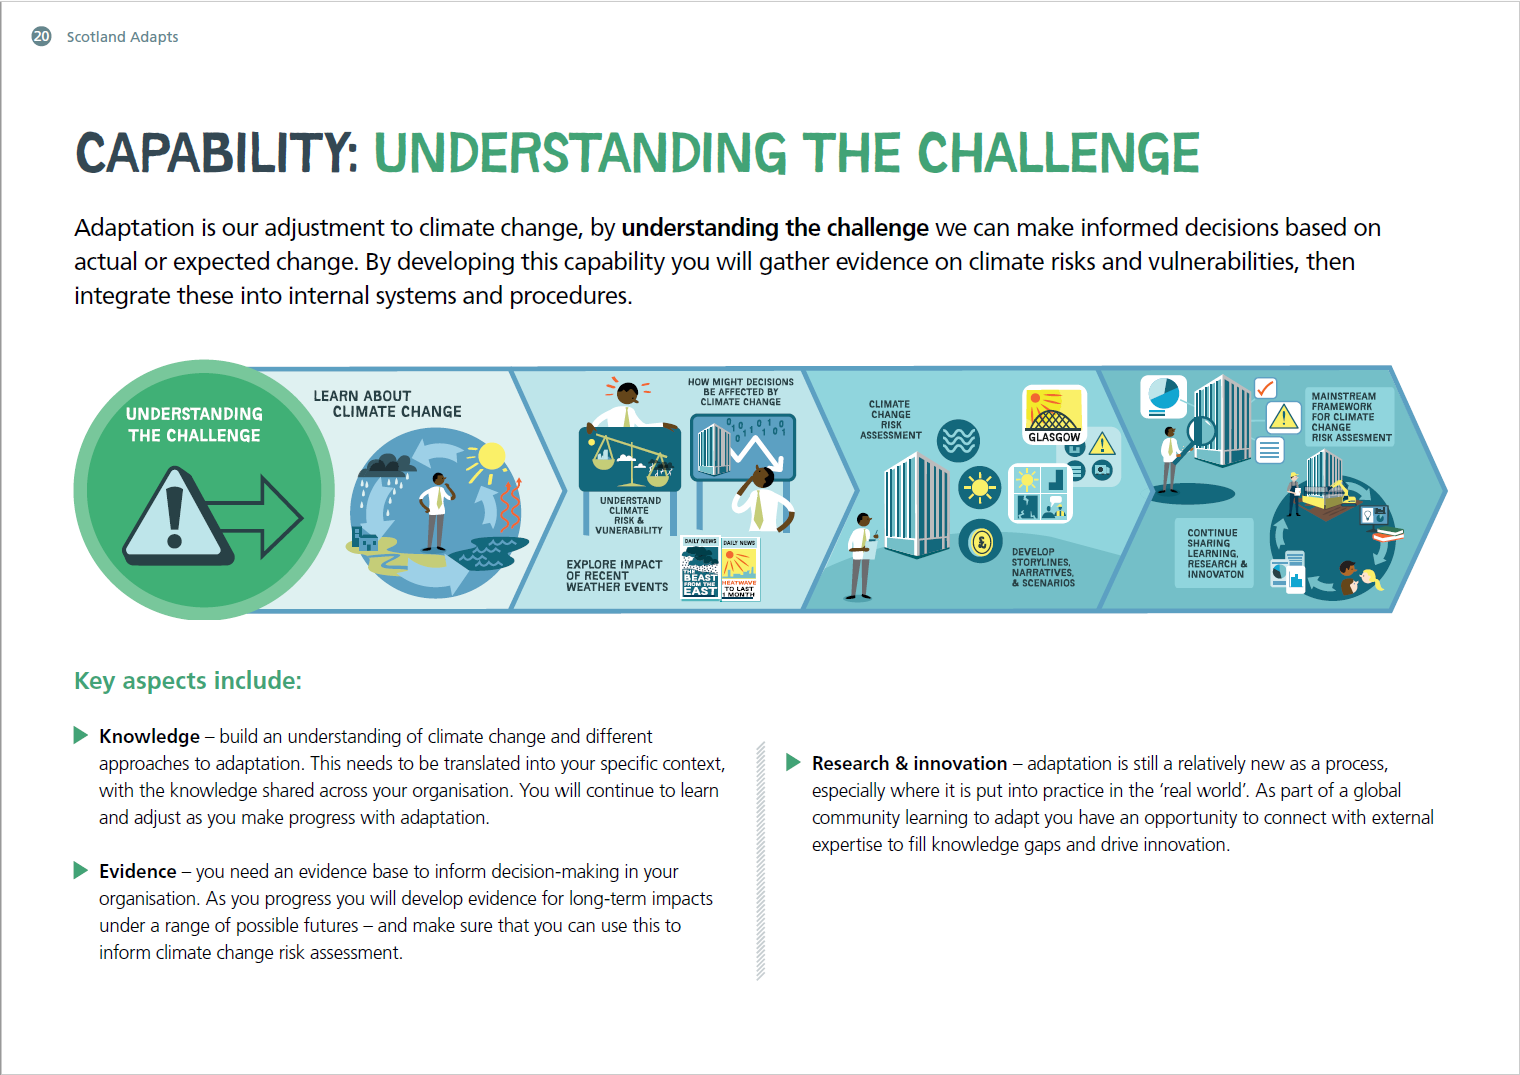 20 Scotland Adapts
CAPABILITY: UNDERSTANDING THE CHALLENGE
Adaptation is our adjustment to climate change, by understanding the challenge we can make informed decisions based on
actual or expected change. By developing this capability you will gather evidence on climate risks and vulnerabilities, then
integrate these into internal systems and procedures.
UNDERSTANDING
THE CHALLENGE
LEARN ABOUT
CLIMATE CHANGE
HOW MIGHT DECISIONS
BE AFFECTED BY
CLIMATE CHANGE
UNDERSTAND
CLIMATE
RISK &
VUNERABILITY
EXPLORE IMPACT
OF RECENT
WEATHER EVENTS
DAILY NEWS
THE
BEAST
FROM THE
EAST
DAILY NEWS
HEATWAVE
TO LAST
1 MONTH
CLIMATE
CHANGE
RISK
ASSESSMENT
GLASGOW
£
DEVELOP
STORYLINES,
NARRATIVES,
& SCENARIOS
MAINSTREAM
FRAMEWORK
FOR CLIMATE
CHANGE
RISK ASSESMENT
CONTINUE
SHARING
LEARNING,
RESEARCH &
INNOVATON
Key aspects include:
Knowledge – build an understanding of climate change and different
approaches to adaptation. This needs to be translated into your specific context,
with the knowledge shared across your organisation. You will continue to learn
and adjust as you make progress with adaptation.
Evidence – you need an evidence base to inform decision-making in your
organisation. As you progress you will develop evidence for long-term impacts
under a range of possible futures – and make sure that you can use this to
inform climate change risk assessment.
Research & innovation – adaptation is still a relatively new as a process,
especially where it is put into practice in the ‘real world’. As part of a global
community learning to adapt you have an opportunity to connect with external
expertise to fill knowledge gaps and drive innovation.